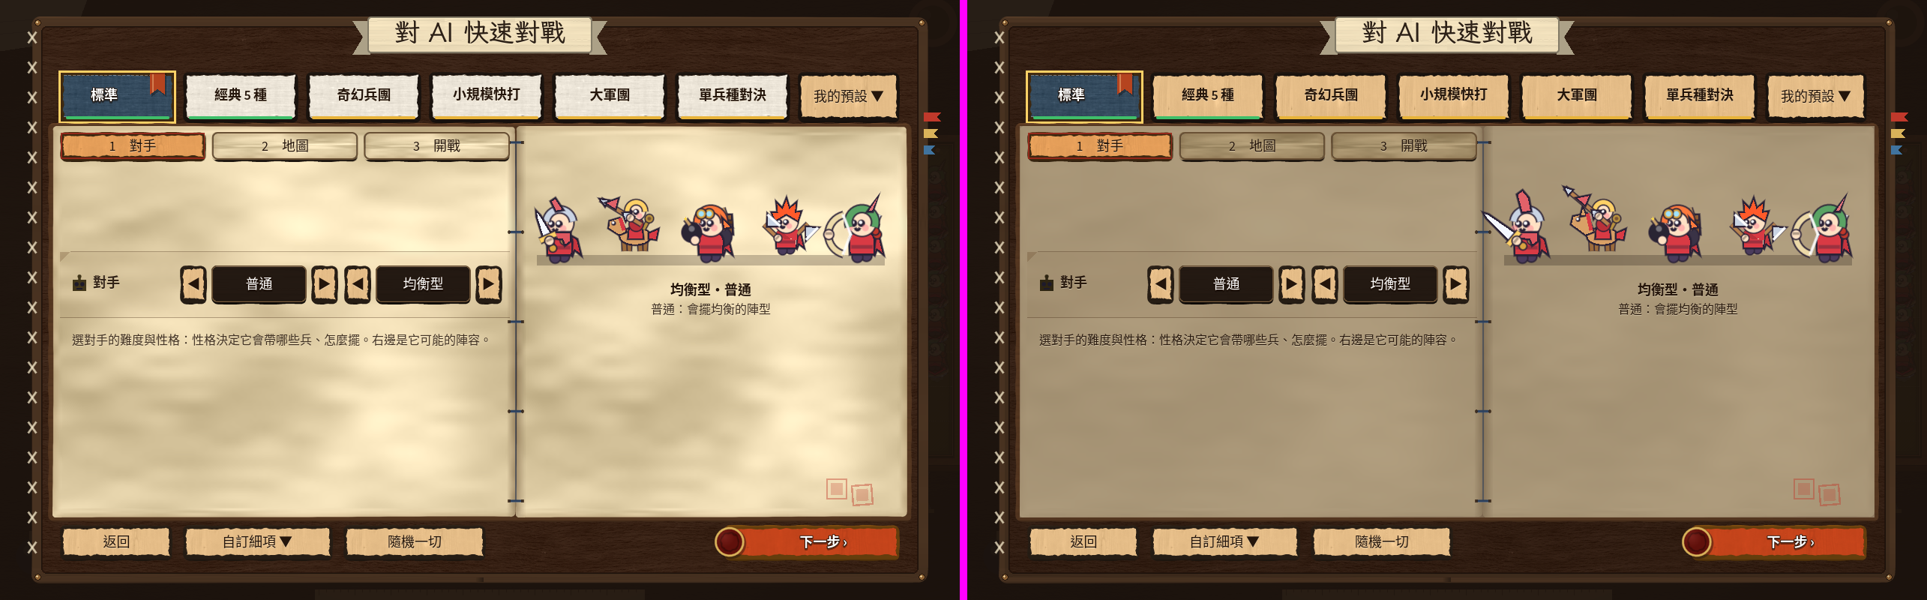 對 AI 快速對戰
標準
經典 5 種
奇幻兵團
小規模快打
大軍團
單兵種對決
我的預設 ▼
1 對手
2 地圖
3 開戰
對手
◀ 普通 ▶
◀ 均衡型 ▶
選對手的難度與性格：性格決定它會帶哪些兵、怎麼擺。右邊是它可能的陣容。
均衡型・普通
普通：會擺均衡的陣型
返回
自訂細項 ▼
隨機一切
下一步 ›
對 AI 快速對戰
標準
經典 5 種
奇幻兵團
小規模快打
大軍團
單兵種對決
我的預設 ▼
1 對手
2 地圖
3 開戰
對手
◀ 普通 ▶
◀ 均衡型 ▶
選對手的難度與性格：性格決定它會帶哪些兵、怎麼擺。右邊是它可能的陣容。
均衡型・普通
普通：會擺均衡的陣型
返回
自訂細項 ▼
隨機一切
下一步 ›